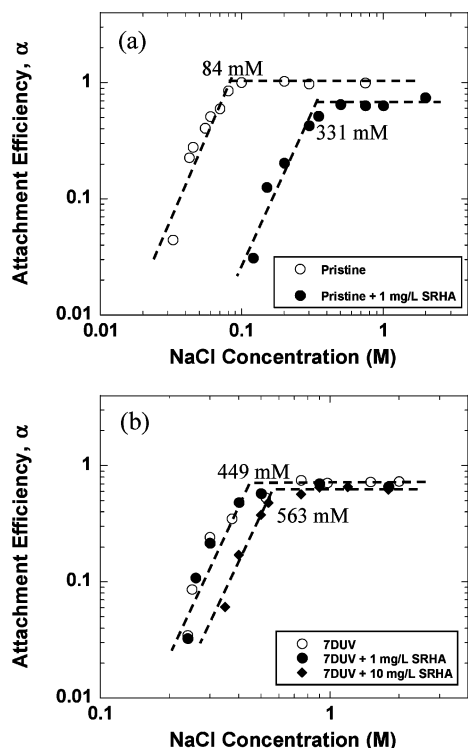 (a)
84 mM
331 mM
1
0.1
0.01
Attachment Efficiency, α
Pristine
Pristine + 1 mg/L SRHA
0.01
0.1
1
NaCl Concentration (M)
(b)
449 mM
563 mM
1
0.1
0.01
Attachment Efficiency, α
7DUV
7DUV + 1 mg/L SRHA
7DUV + 10 mg/L SRHA
0.1
1
NaCl Concentration (M)